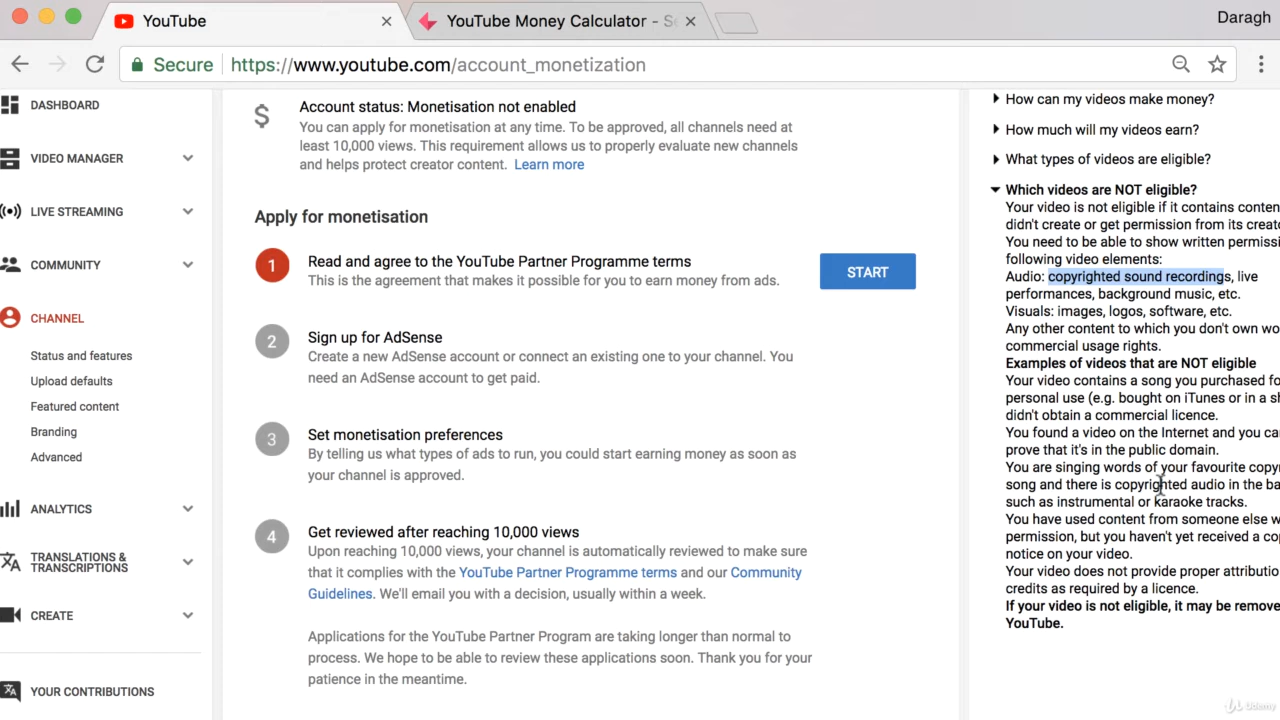 YouTube
YouTube Money Calculator - S
Daragh
Secure
https://www.youtube.com/account_monetization
DASHBOARD
VIDEO MANAGER
LIVE STREAMING
COMMUNITY
CHANNEL
Status and features
Upload defaults
Featured content
Branding
Advanced
ANALYTICS
TRANSLATIONS &
TRANSCRIPTIONS
CREATE
YOUR CONTRIBUTIONS
$
Account status: Monetisation not enabled
You can apply for monetisation at any time. To be approved, all channels need at
least 10,000 views. This requirement allows us to properly evaluate new channels
and helps protect creator content. Learn more
Apply for monetisation
1
Read and agree to the YouTube Partner Programme terms
This is the agreement that makes it possible for you to earn money from ads.
START
2
Sign up for AdSense
Create a new AdSense account or connect an existing one to your channel. You
need an AdSense account to get paid.
3
Set monetisation preferences
By telling us what types of ads to run, you could start earning money as soon as
your channel is approved.
4
Get reviewed after reaching 10,000 views
Upon reaching 10,000 views, your channel is automatically reviewed to make sure
that it complies with the YouTube Partner Programme terms and our Community
Guidelines. We'll email you with a decision, usually within a week.
Applications for the YouTube Partner Program are taking longer than normal to
process. We hope to be able to review these applications soon. Thank you for your
patience in the meantime.
How can my videos make money?
How much will my videos earn?
What types of videos are eligible?
Which videos are NOT eligible?
Your video is not eligible if it contains conten
didn't create or get permission from its creato
You need to be able to show written permissi
following video elements:
Audio: copyrighted sound recordings, live
performances, background music, etc.
Visuals: images, logos, software, etc.
Any other content to which you don't own wo
commercial usage rights.
Examples of videos that are NOT eligible
Your video contains a song you purchased fo
personal use (e.g. bought on iTunes or in a sh
didn't obtain a commercial licence.
You found a video on the Internet and you can
prove that it's in the public domain.
You are singing words of your favourite copy
song and there is copyrighted audio in the ba
such as instrumental or karaoke tracks.
You have used content from someone else w
permission, but you haven't yet received a co
notice on your video.
Your video does not provide proper attributio
credits as required by a licence.
If your video is not eligible, it may be remove
YouTube.
Udemy